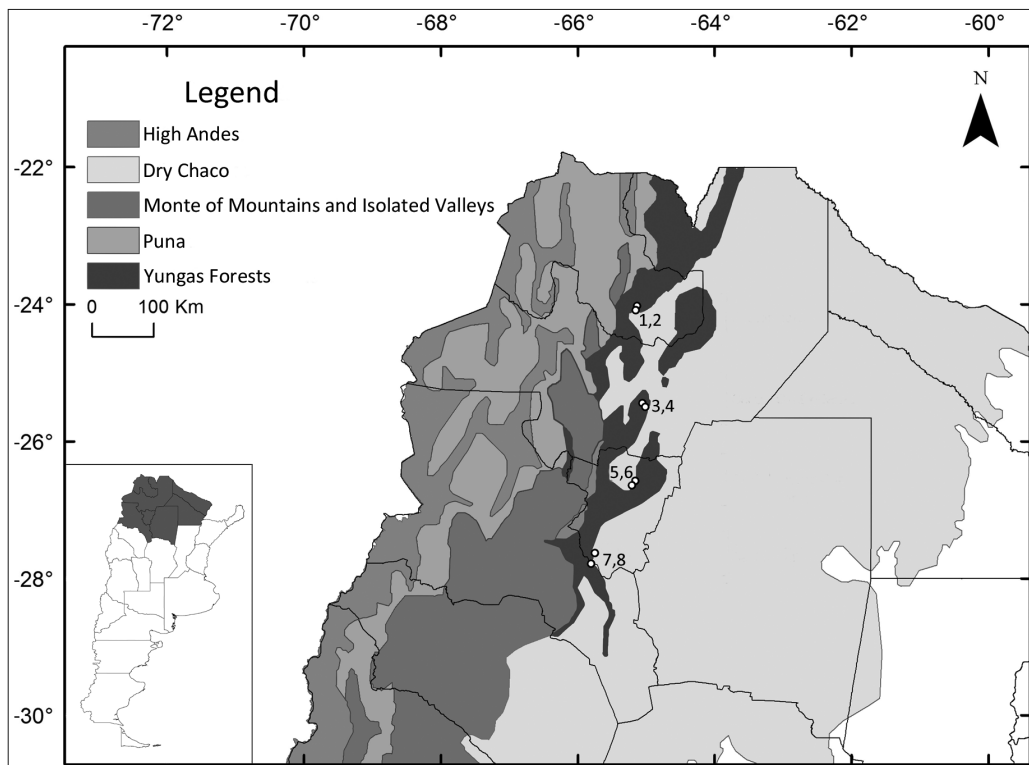 -72° -70° -68° -66° -64° -62° -60°
N
Legend
High Andes
Dry Chaco
-22°
Monte of Mountains and Isolated Valleys
Puna
Yungas Forests
0 100 Km
-24°
1,2
3,4
-26°
5,6
7,8
-28°
-30°